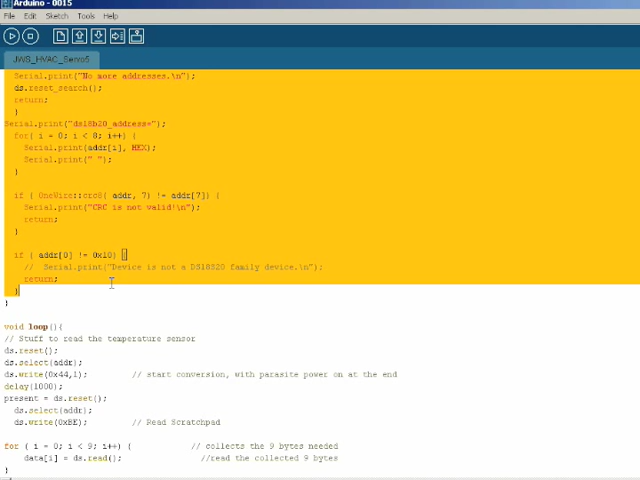 Arduino - 0015
File Edit Sketch Tools Help
JWS_HVAC_Servo5
Serial.print("No more addresses.\n");
ds.reset_search();
return;
}
Serial.print("ds18b20_address=");
for( i = 0; i < 8; i++) {
Serial.print(addr[i], HEX);
Serial.print(" ");
}
if ( OneWire::crc8( addr, 7) != addr[7]) {
Serial.print("CRC is not valid!\n");
return;
}
if ( addr[0] != 0x10) {
// Serial.print("Device is not a DS18S20 family device.\n");
return;
}
}
void loop(){
// Stuff to read the temperature sensor
ds.reset();
ds.select(addr);
ds.write(0x44,1); // start conversion, with parasite power on at the end
delay(1000);
present = ds.reset();
ds.select(addr);
ds.write(0xBE); // Read Scratchpad
for ( i = 0; i < 9; i++) { // collects the 9 bytes needed
data[i] = ds.read(); //read the collected 9 bytes
}